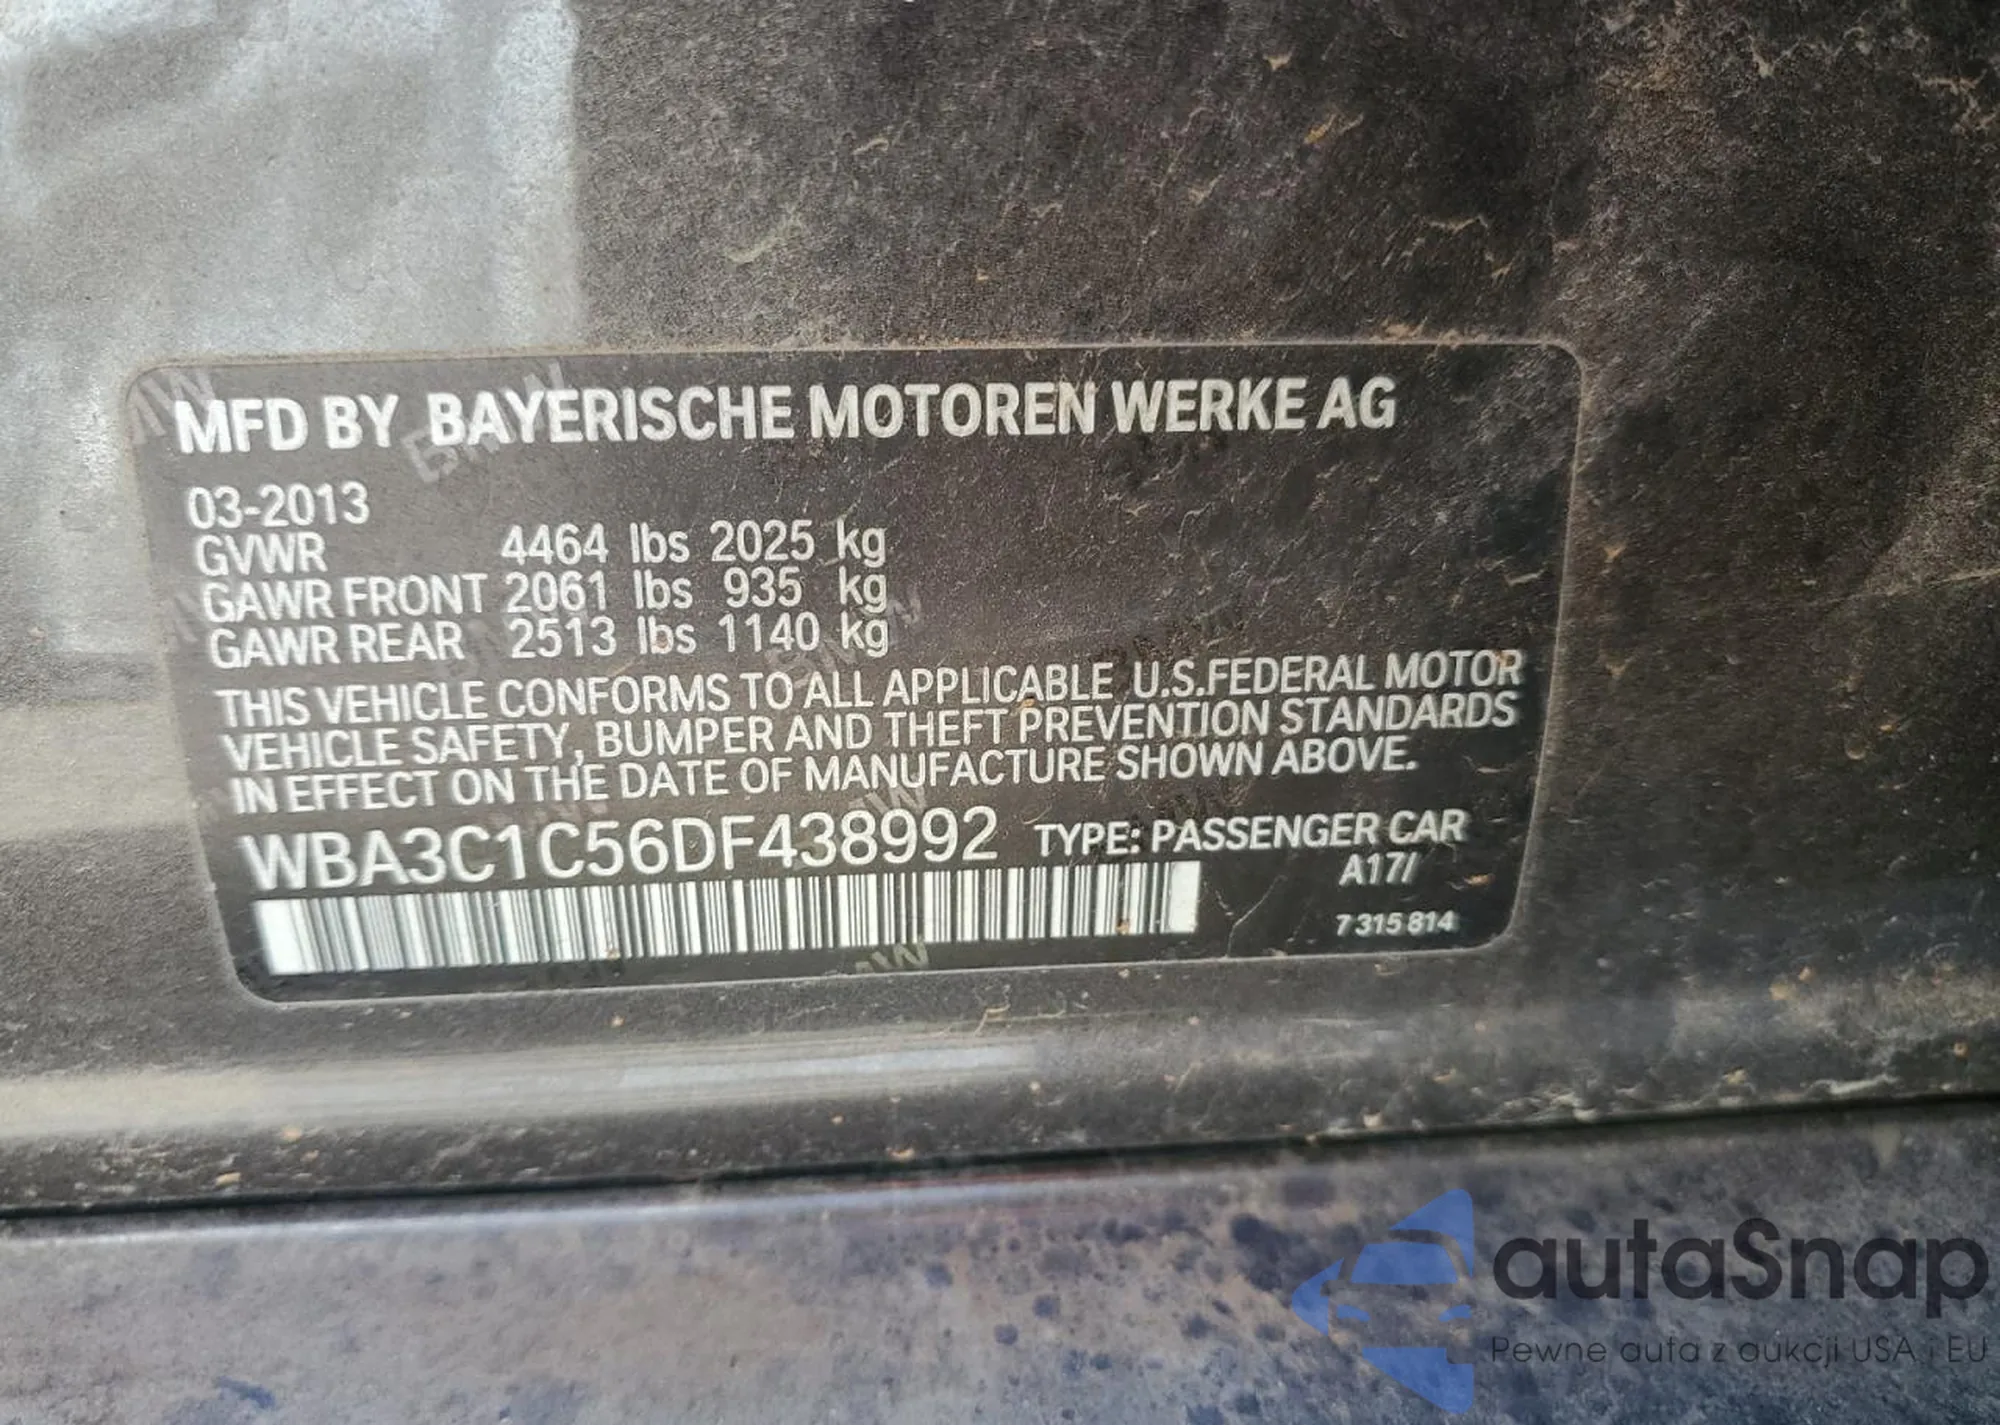 MFD BY BAYERISCHE MOTOREN WERKE AG
03-2013
GVWR 4464 lbs 2025 kg
GAWR FRONT 2061 lbs 935 kg
GAWR REAR 2513 lbs 1140 kg
THIS VEHICLE CONFORMS TO ALL APPLICABLE U.S.FEDERAL MOTOR
VEHICLE SAFETY, BUMPER AND THEFT PREVENTION STANDARDS
IN EFFECT ON THE DATE OF MANUFACTURE SHOWN ABOVE.
WBA3C1C56DF438992 TYPE: PASSENGER CAR
A17/
7 315 814
autaSnap
Pewne auta z aukcji USA i EU